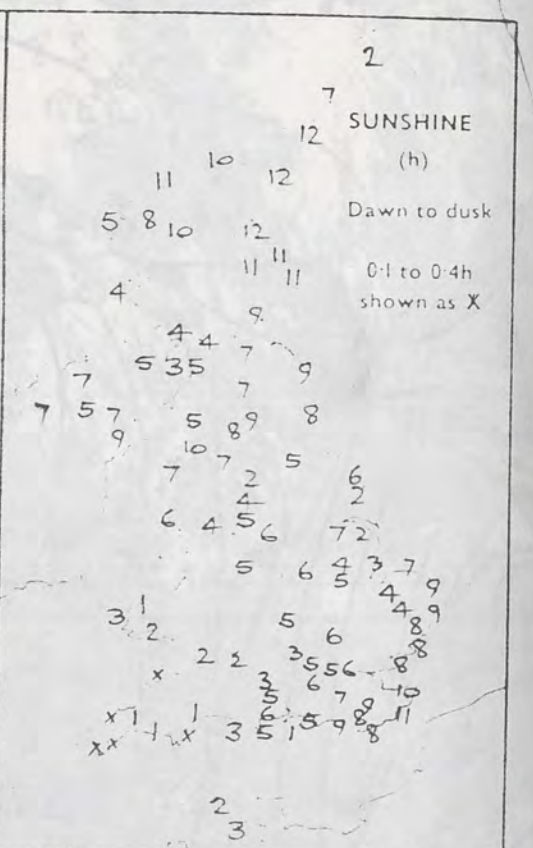 2
7
12 SUNSHINE
10 (h)
11 12
5 8 10 12 Dawn to dusk
11 11 11 0·1 to 0·4h
4 shown as X
9
4 4 7
5 3 5 9
7 7
7 5 7 5 8 9 8
9
10 7 5
7 2 6
4 2
6 4 5 6 7 2
5 6 4 3 7
5 4 9
3 1 4 9
2 5 8
6 8
2 2 3 5 5 6 8
x 3 6 10
5 7
x 1 1 6 5 8 9 11
x x 1 x 3 5 1 9 8
2
3